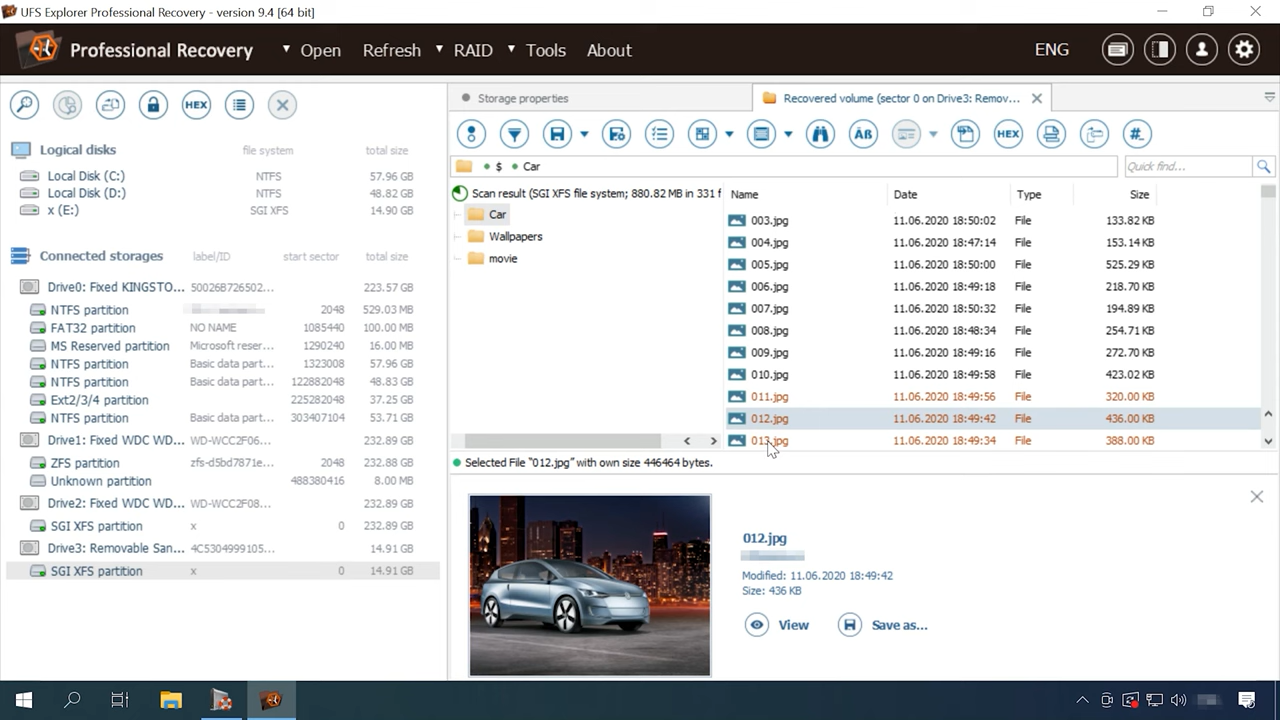 UFS Explorer Professional Recovery - version 9.4 [64 bit]
Professional Recovery
Open
Refresh
RAID
Tools
About
ENG
HEX
Storage properties
Recovered volume (sector 0 on Drive3: Remov...
Logical disks file system total size
Local Disk (C:) NTFS 57.96 GB
Local Disk (D:) NTFS 48.82 GB
x (E:) SGI XFS 14.90 GB
Connected storages label/ID start sector total size
Drive0: Fixed KINGSTO... 50026B726502... 223.57 GB
NTFS partition 2048 529.03 MB
FAT32 partition NO NAME 1085440 100.00 MB
MS Reserved partition Microsoft reser... 1290240 16.00 MB
NTFS partition Basic data part... 1323008 57.96 GB
NTFS partition Basic data part... 122882048 48.83 GB
Ext2/3/4 partition 225282048 37.25 GB
NTFS partition Basic data part... 303407104 53.71 GB
Drive1: Fixed WDC WD... WD-WCC2F06... 232.89 GB
ZFS partition zfs-d5bd7871e... 2048 232.88 GB
Unknown partition 488380416 8.00 MB
Drive2: Fixed WDC WD... WD-WCC2F08... 232.89 GB
SGI XFS partition x 0 232.89 GB
Drive3: Removable San... 4C5304999105... 14.91 GB
SGI XFS partition x 0 14.91 GB
ÄB
HEX
#_
$ Car
Quick find...
Scan result (SGI XFS file system; 880.82 MB in 331 f
Car
Wallpapers
movie
Name Date Type Size
003.jpg 11.06.2020 18:50:02 File 133.82 KB
004.jpg 11.06.2020 18:47:14 File 153.14 KB
005.jpg 11.06.2020 18:50:00 File 525.29 KB
006.jpg 11.06.2020 18:49:18 File 218.70 KB
007.jpg 11.06.2020 18:50:32 File 194.89 KB
008.jpg 11.06.2020 18:48:34 File 254.71 KB
009.jpg 11.06.2020 18:49:16 File 272.70 KB
010.jpg 11.06.2020 18:49:58 File 423.02 KB
011.jpg 11.06.2020 18:49:56 File 320.00 KB
012.jpg 11.06.2020 18:49:42 File 436.00 KB
013.jpg 11.06.2020 18:49:34 File 388.00 KB
Selected File "012.jpg" with own size 446464 bytes.
012.jpg
Modified: 11.06.2020 18:49:42
Size: 436 KB
View
Save as...